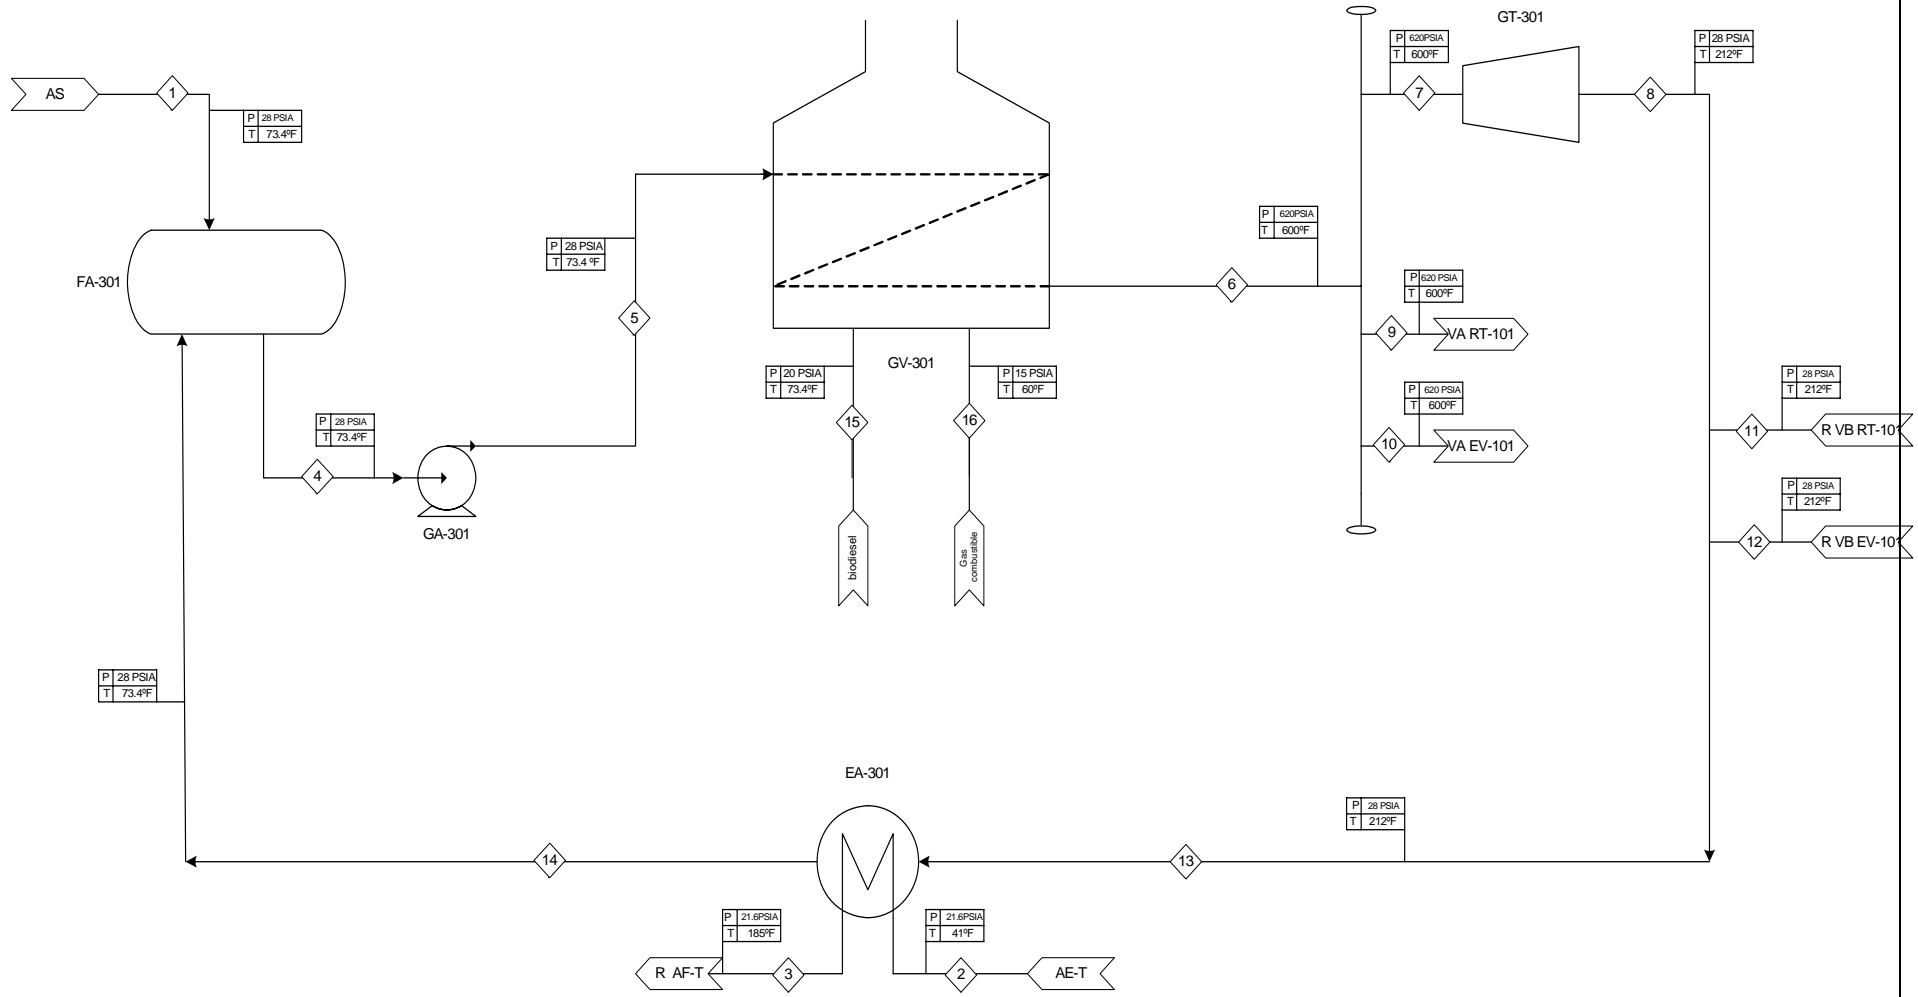 GT-301
P 620PSIA
T 600ºF
P 28 PSIA
T 212ºF
AS
1
7
8
P 28 PSIA
T 73.4ºF
P 620PSIA
T 600ºF
P 28 PSIA
T 73.4 ºF
FA-301
6
P 620 PSIA
T 600ºF
5
9
VA RT-101
GV-301
P 20 PSIA
T 73.4ºF
P 15 PSIA
T 60ºF
P 28 PSIA
T 212ºF
P 620 PSIA
T 600ºF
15
16
P 28 PSIA
T 73.4ºF
11
R VB RT-101
10
VA EV-101
4
P 28 PSIA
T 212ºF
GA-301
12
R VB EV-101
biodiesel
Gas
combustible
P 28 PSIA
T 73.4ºF
EA-301
P 28 PSIA
T 212ºF
14
13
P 21.6PSIA
T 185ºF
P 21.6PSIA
T 41ºF
R AF-T
3
2
AE-T